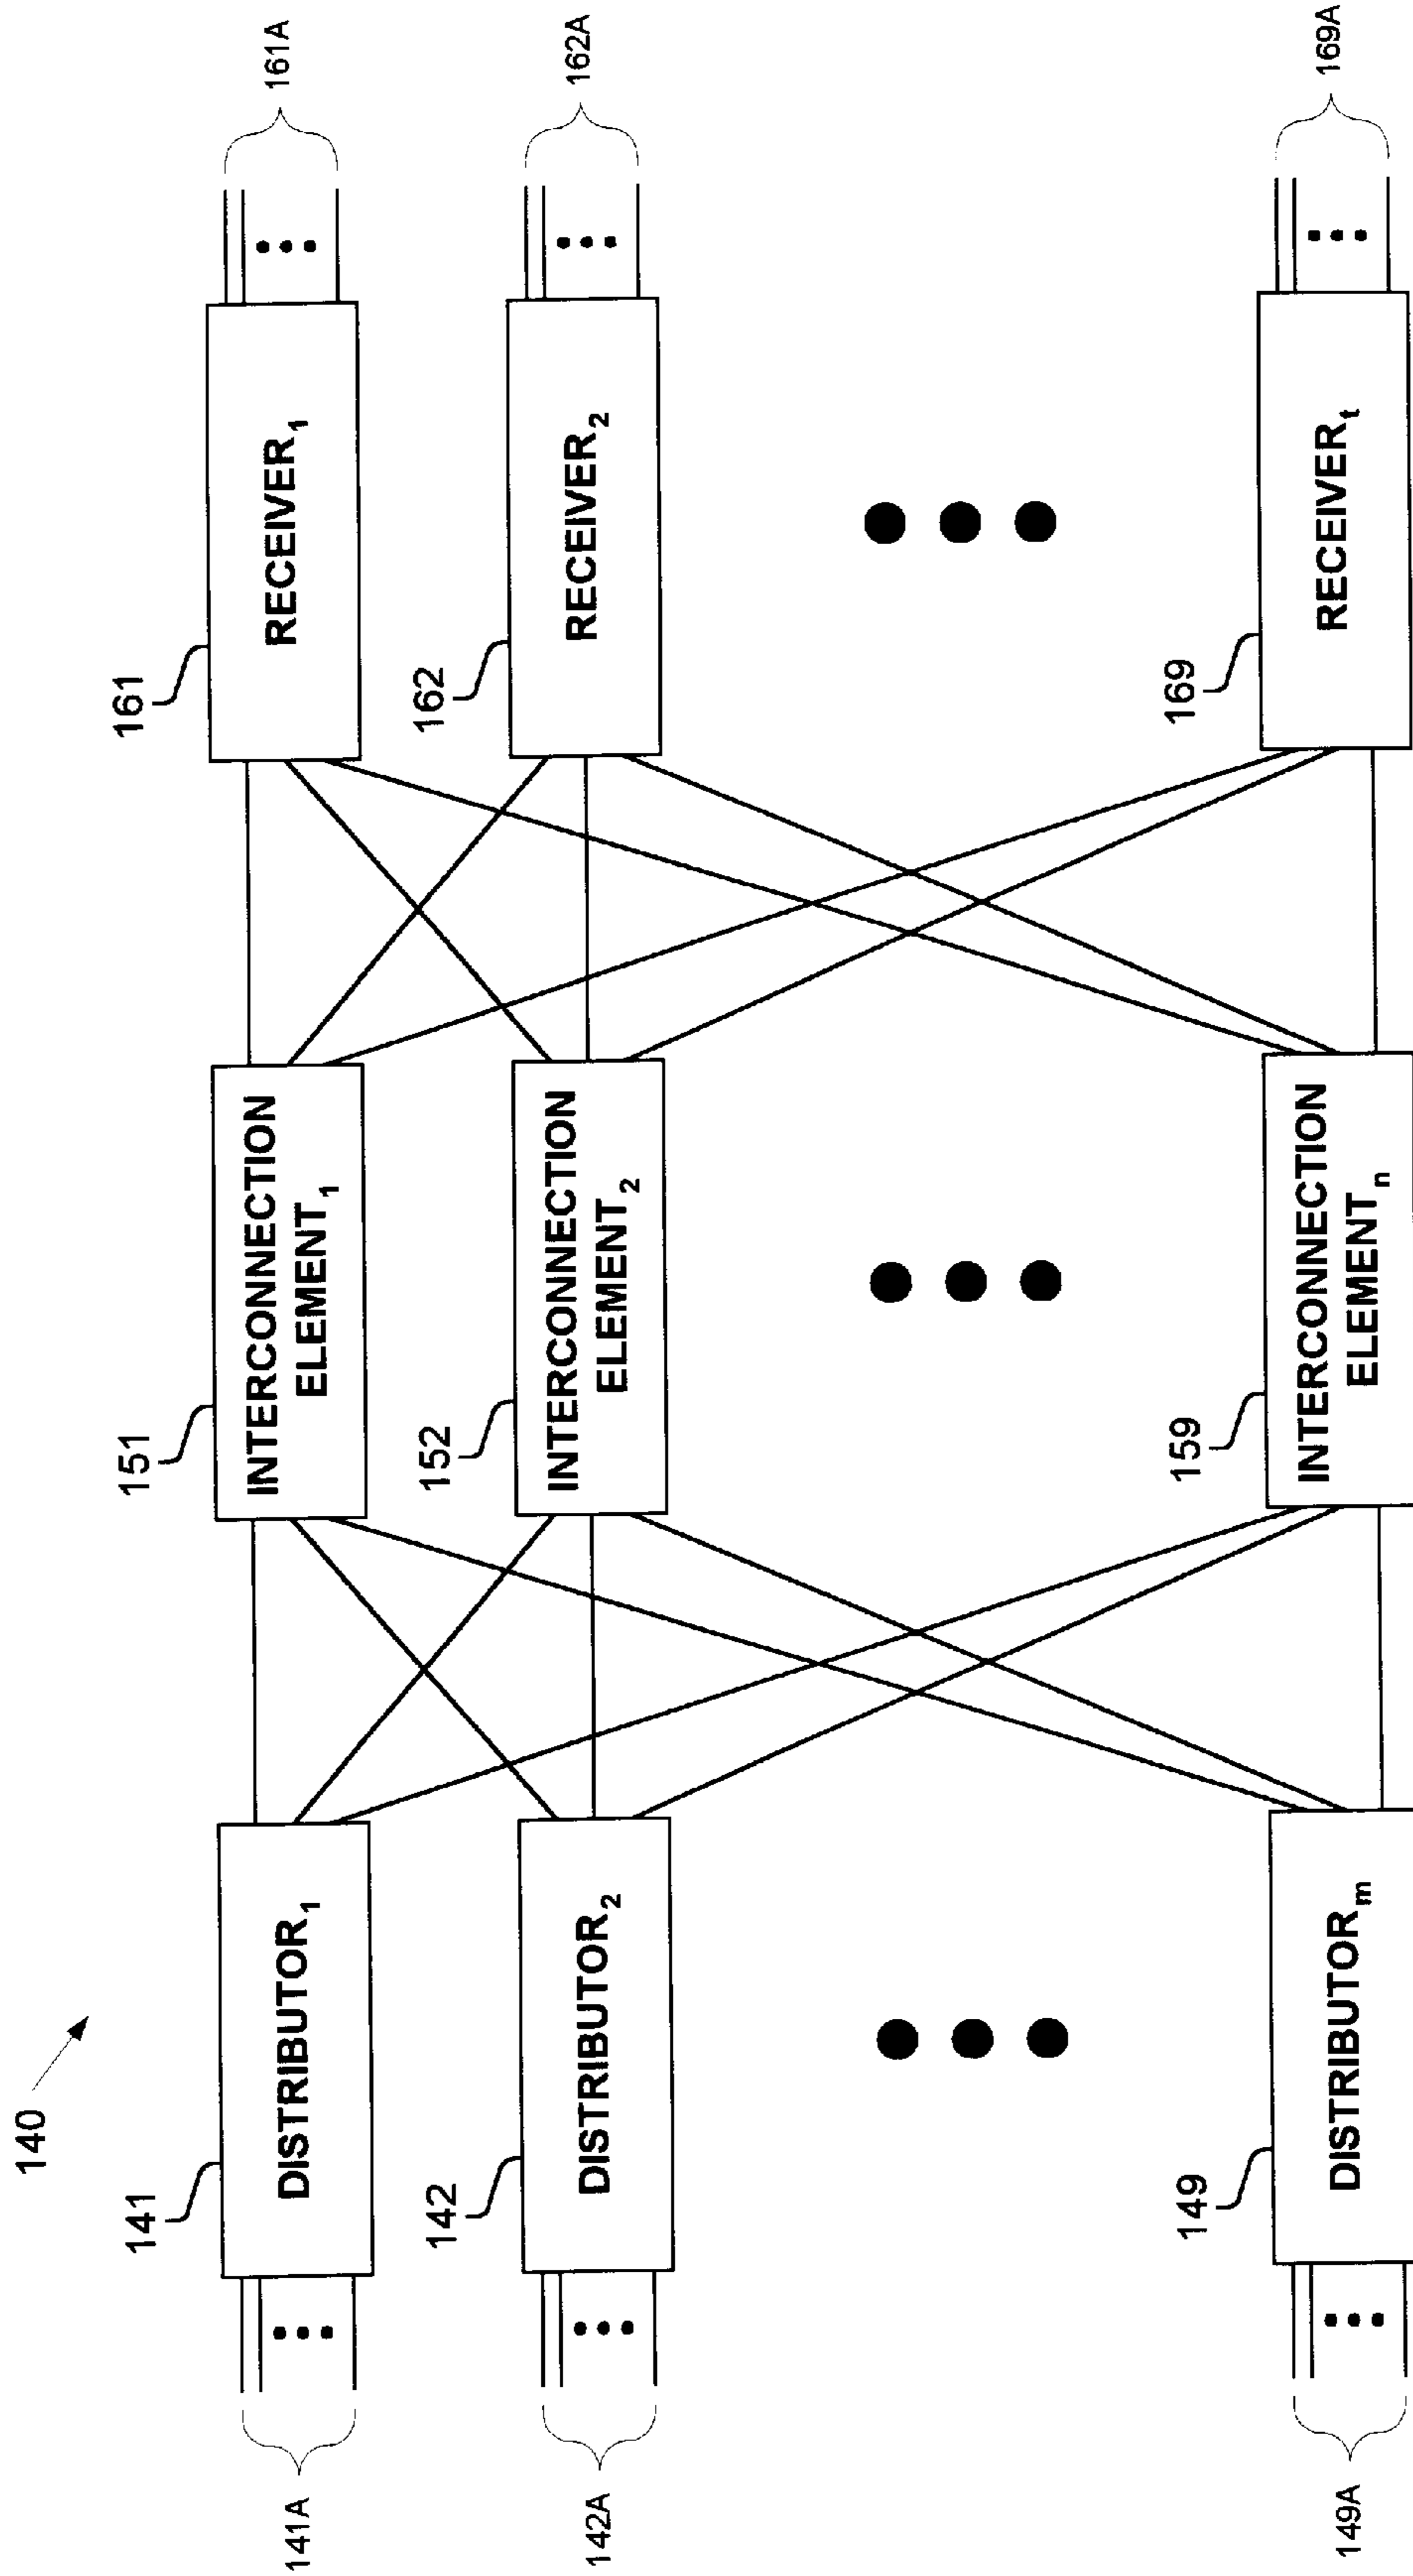 140
141
DISTRIBUTOR1
141A
142
DISTRIBUTOR2
142A
149
DISTRIBUTORm
149A
151
INTERCONNECTION
ELEMENT1
152
INTERCONNECTION
ELEMENT2
159
INTERCONNECTION
ELEMENTn
161
RECEIVER1
161A
162
RECEIVER2
162A
169
RECEIVERt
169A